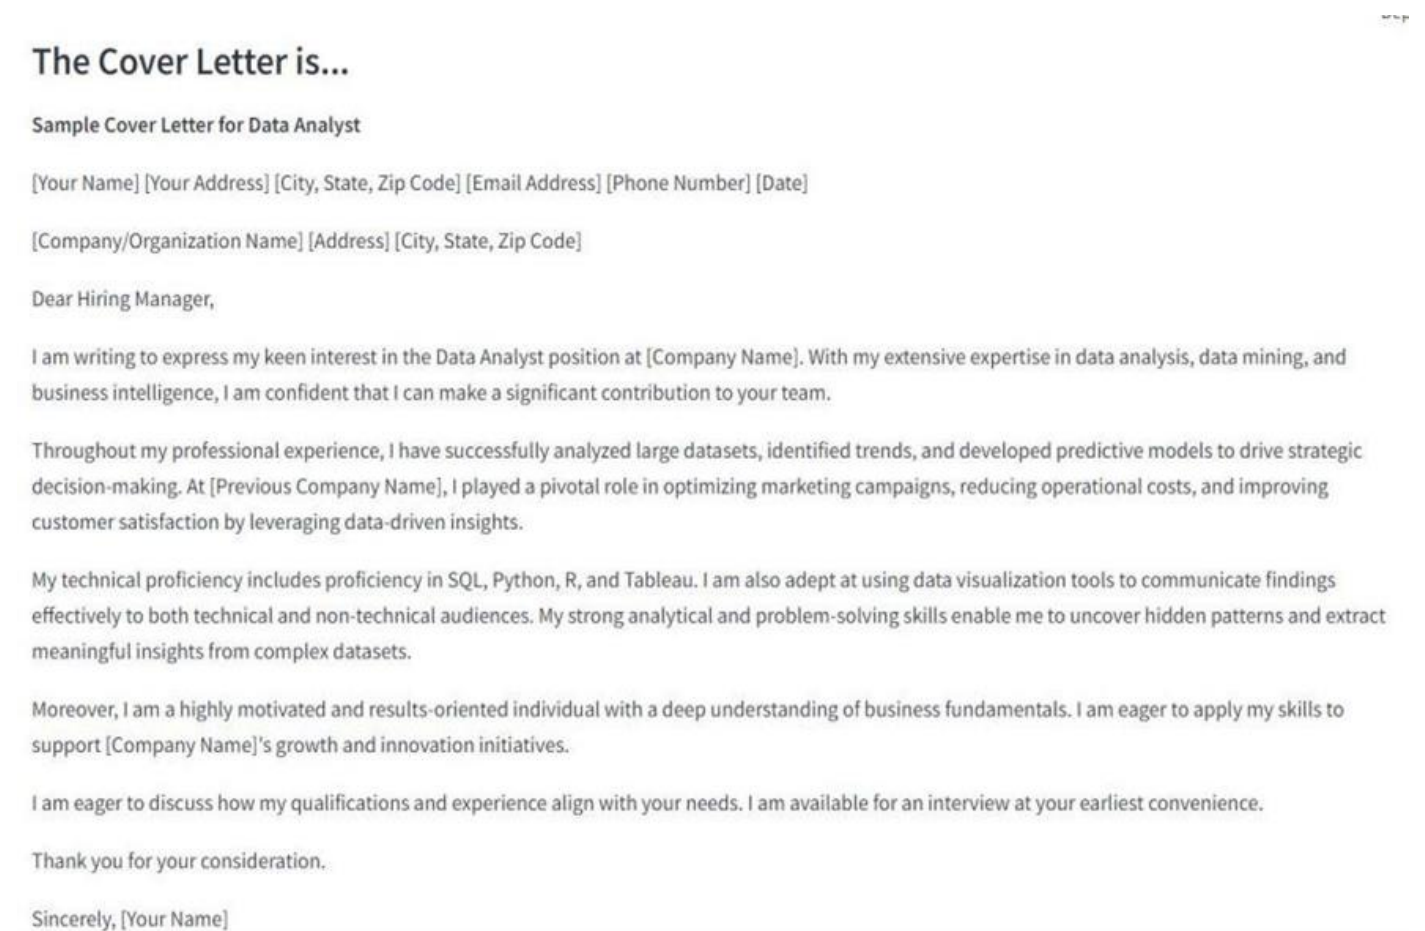 The Cover Letter is...
Sample Cover Letter for Data Analyst
[Your Name] [Your Address] [City, State, Zip Code] [Email Address] [Phone Number] [Date]
[Company/Organization Name] [Address] [City, State, Zip Code]
Dear Hiring Manager,
I am writing to express my keen interest in the Data Analyst position at [Company Name]. With my extensive expertise in data analysis, data mining, and
business intelligence, I am confident that I can make a significant contribution to your team.
Throughout my professional experience, I have successfully analyzed large datasets, identified trends, and developed predictive models to drive strategic
decision-making. At [Previous Company Name], I played a pivotal role in optimizing marketing campaigns, reducing operational costs, and improving
customer satisfaction by leveraging data-driven insights.
My technical proficiency includes proficiency in SQL, Python, R, and Tableau. I am also adept at using data visualization tools to communicate findings
effectively to both technical and non-technical audiences. My strong analytical and problem-solving skills enable me to uncover hidden patterns and extract
meaningful insights from complex datasets.
Moreover, I am a highly motivated and results-oriented individual with a deep understanding of business fundamentals. I am eager to apply my skills to
support [Company Name]'s growth and innovation initiatives.
I am eager to discuss how my qualifications and experience align with your needs. I am available for an interview at your earliest convenience.
Thank you for your consideration.
Sincerely, [Your Name]